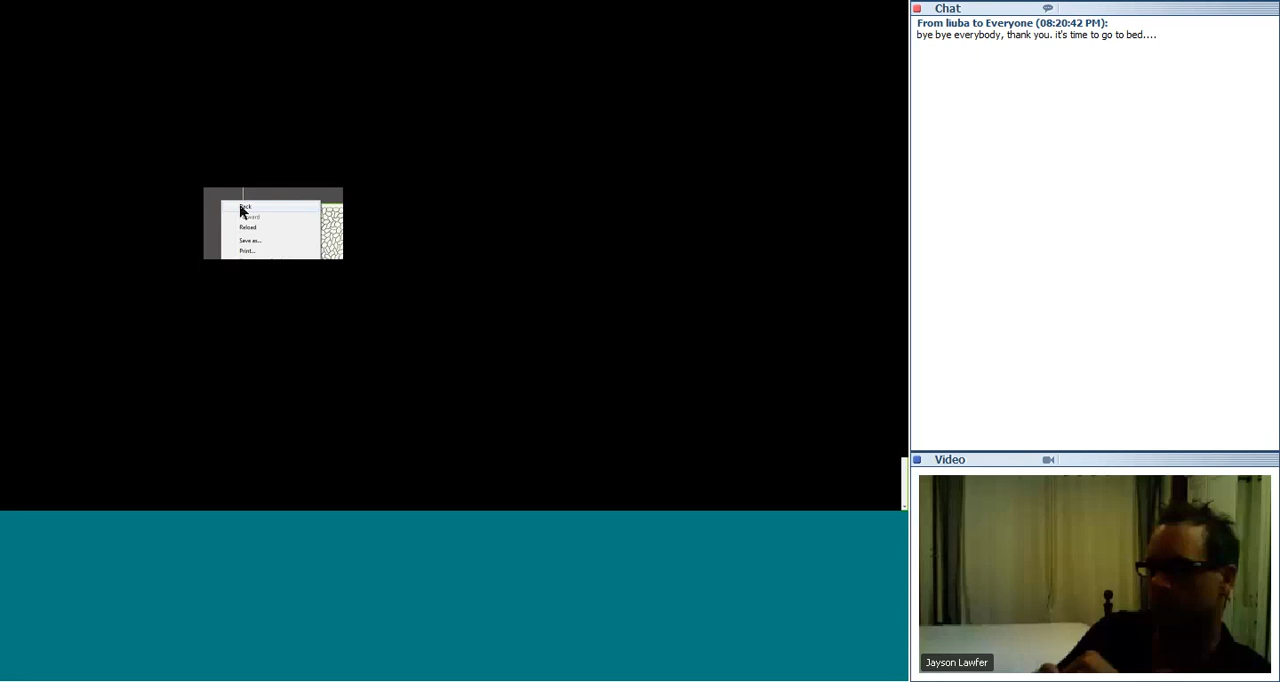 Chat
From liuba to Everyone (08:20:42 PM):
bye bye everybody, thank you. it's time to go to bed....
Back
Reload
Save as...
Print...
Video
Jayson Lawfer